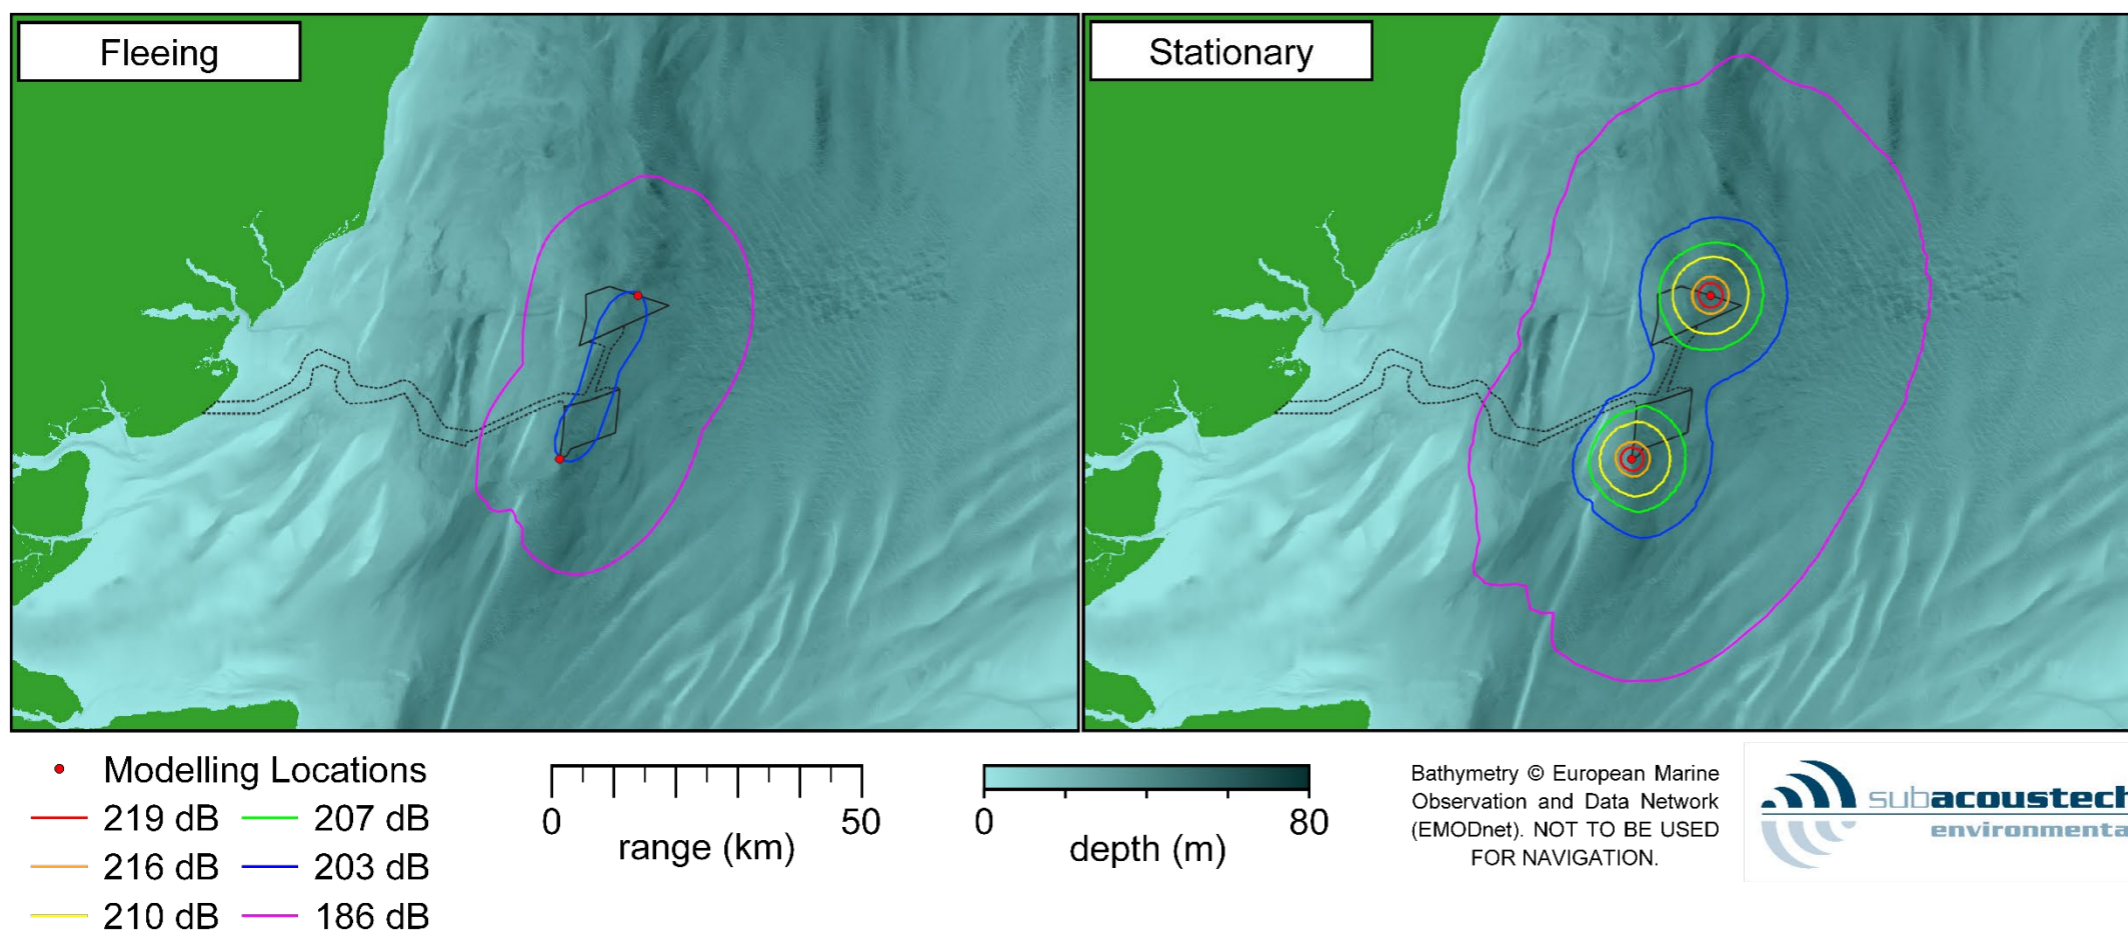 Fleeing
Stationary
Modelling Locations
219 dB
207 dB
216 dB
203 dB
210 dB
186 dB
0
50
range (km)
0
80
depth (m)
Bathymetry © European Marine
Observation and Data Network
(EMODnet). NOT TO BE USED
FOR NAVIGATION.
subacoustech
environmenta